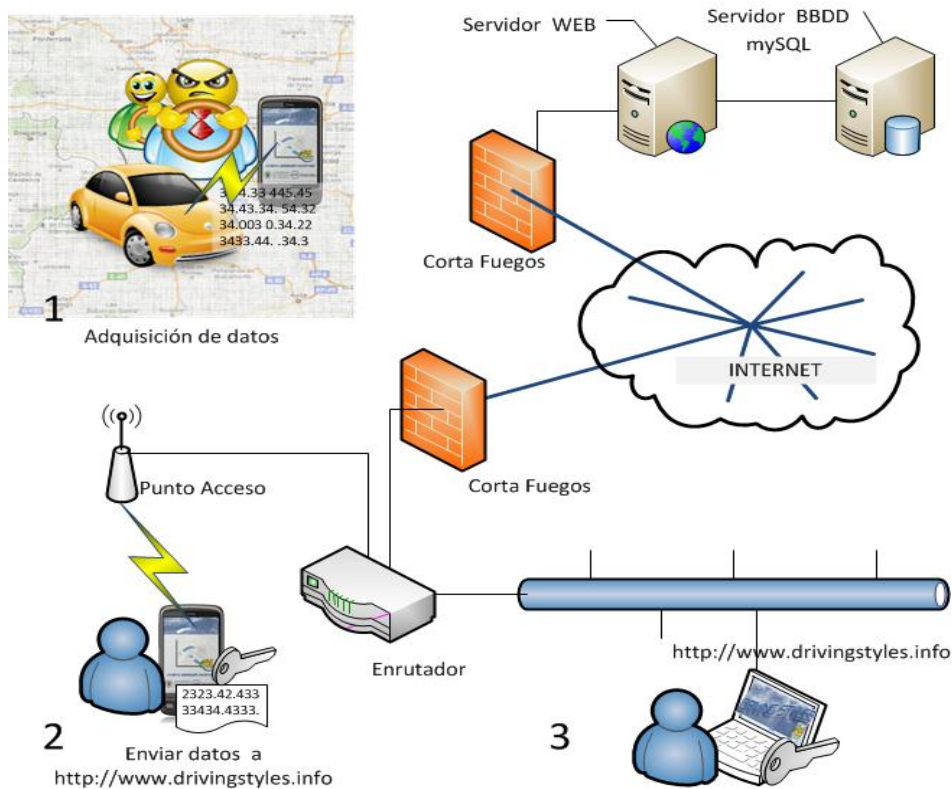 Servidor WEB
Servidor BBDD
mySQL
34.33 445.45
34.43.34. 54.32
34.003 0.34.22
3433.44. .34.3
1
Adquisición de datos
Corta Fuegos
INTERNET
Corta Fuegos
Punto Acceso
Enrutador
http://www.drivingstyles.info
2323.42.433
33434.4333.
2
Enviar datos a
http://www.drivingstyles.info
3
DRIVING STYLES